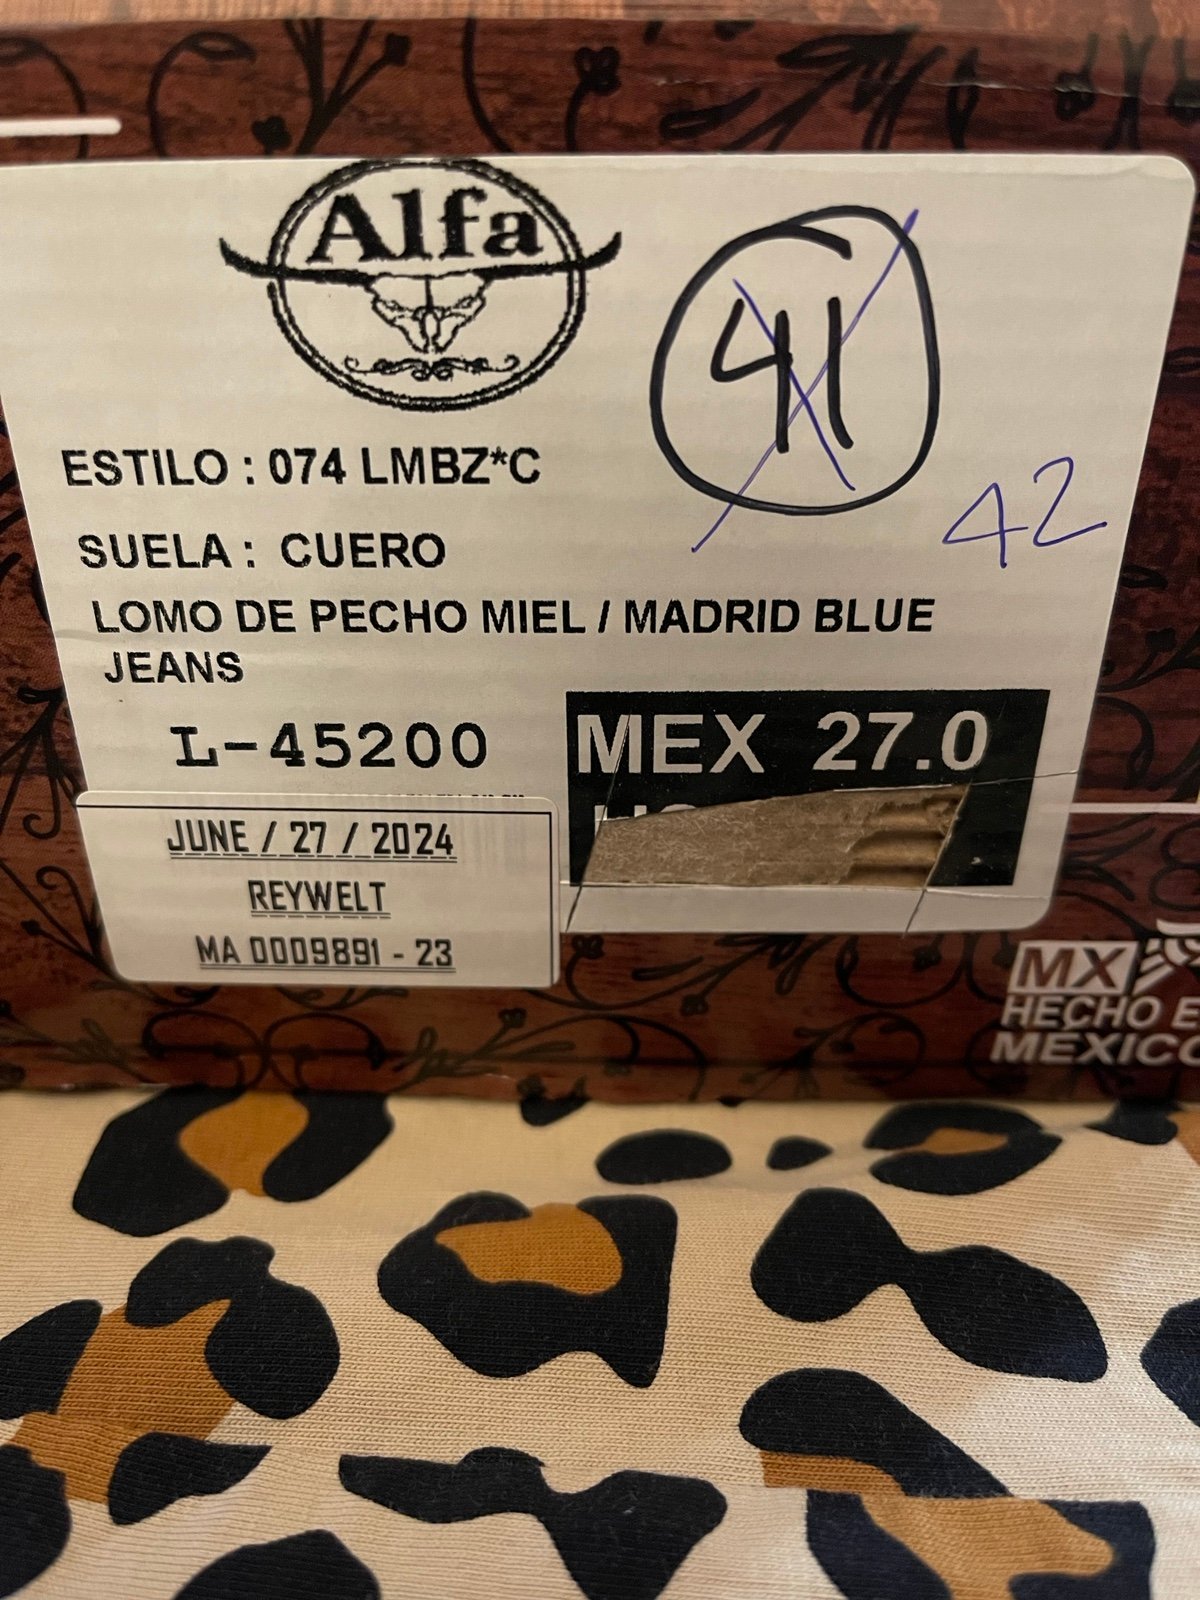 Alfa
41
42
ESTILO : 074 LMBZ*C
SUELA : CUERO
LOMO DE PECHO MIEL / MADRID BLUE
JEANS
L-45200
MEX 27.0
JUNE / 27 / 2024
REYWELT
MA 0009891 - 23
MX
HECHO E
MEXICO